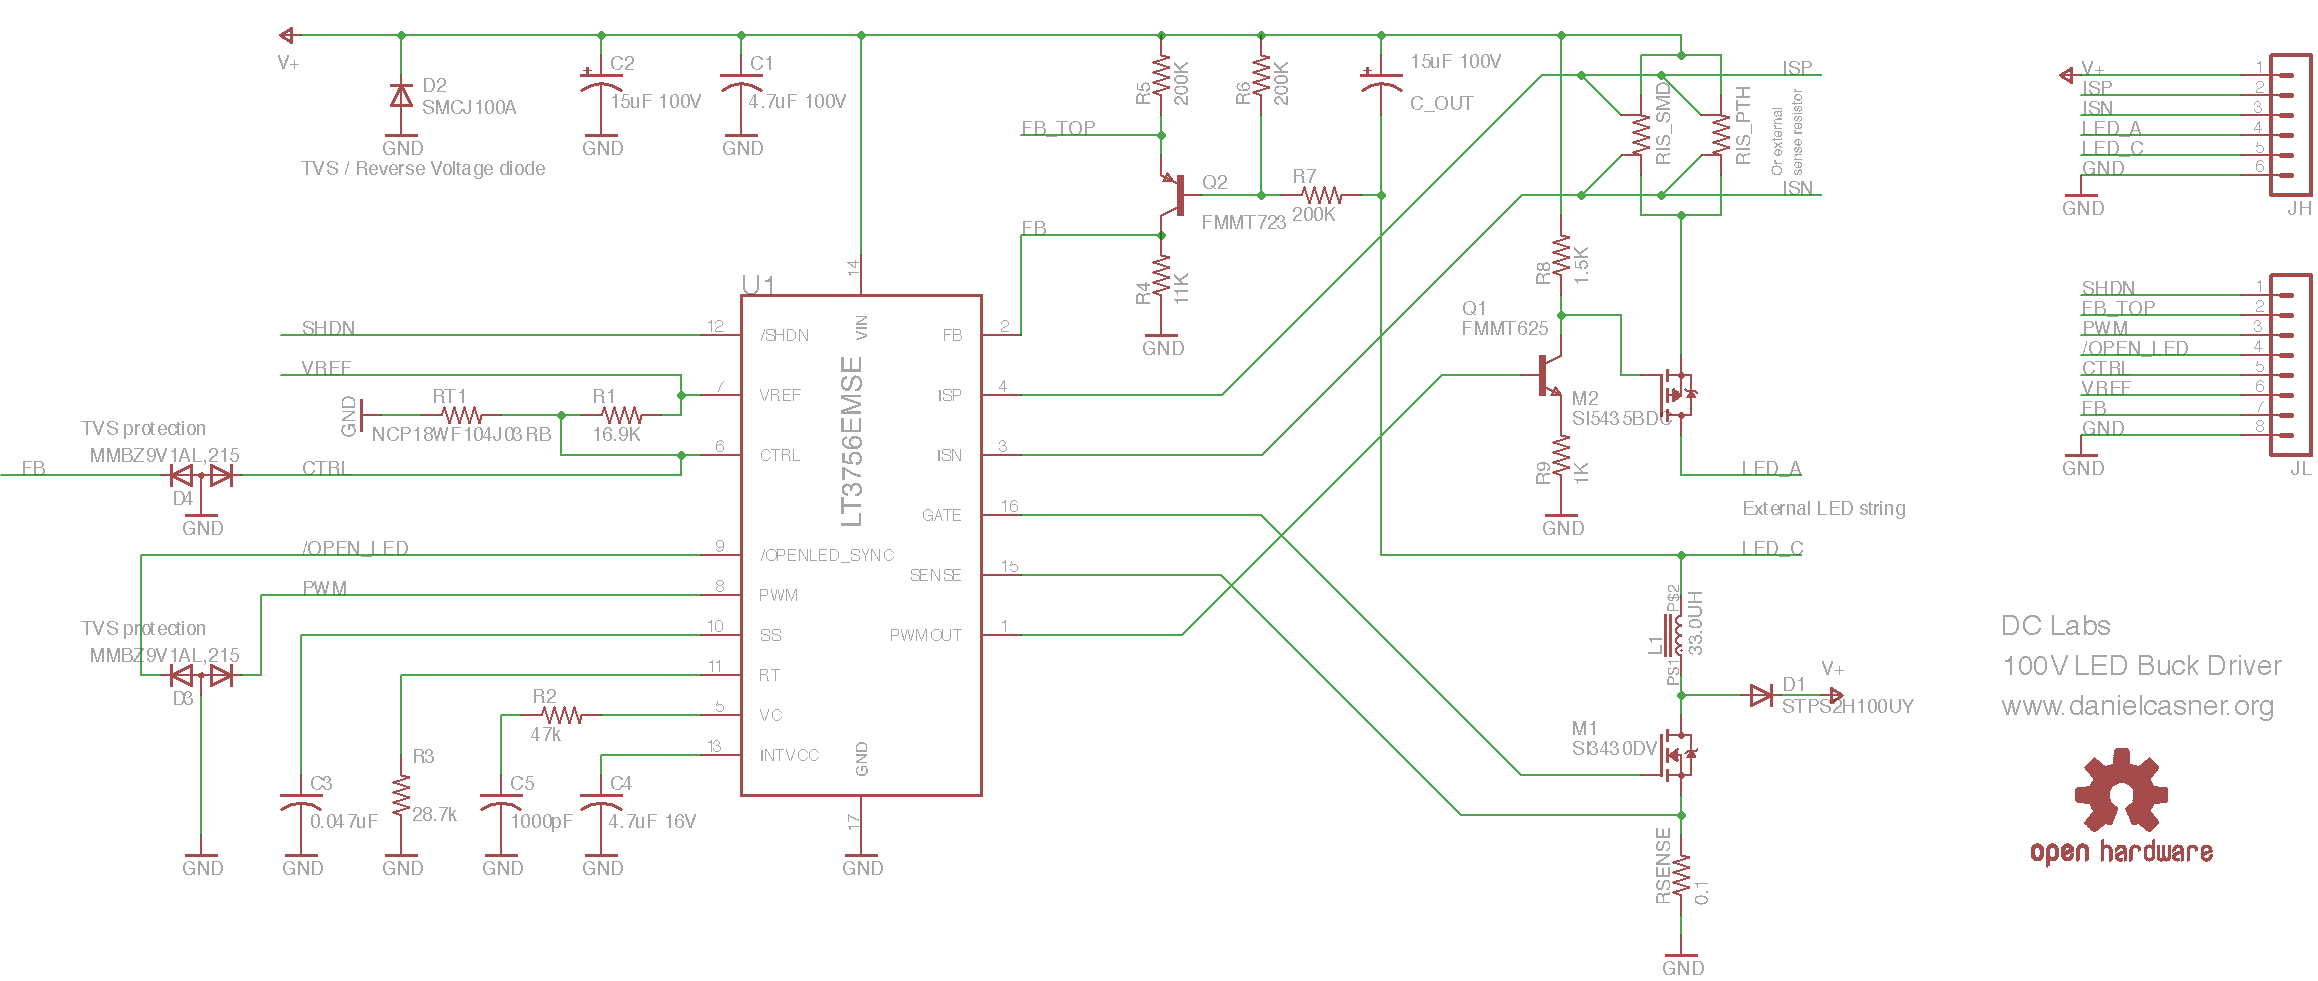 V+
D2
SMCJ100A
GND
TVS / Reverse Voltage diode
C2
15uF 100V
GND
C1
4.7uF 100V
GND
R5
200K
R6
200K
15uF 100V
C_OUT
FB_TOP
Q2
FMMT723
R7
200K
FB
R4
11K
GND
ISP
RIS_SMD
RIS_PTH
Or external
sense resistor
ISN
R8
1.5K
Q1
FMMT625
M2
SI5435BDC
R9
1K
GND
LED_A
External LED string
LED_C
P$2
L1
33.0UH
P$1
V+
D1
STPS2H100UY
M1
SI3430DV
RSENSE
0.1
GND
U1
LT3756EMSE
14
VIN
12
/SHDN
7
VREF
6
CTRL
9
/OPENLED_SYNC
8
PWM
10
SS
11
RT
5
VC
13
INTVCC
17
GND
GND
2
FB
4
ISP
3
ISN
16
GATE
15
SENSE
1
PWMOUT
SHDN
VREF
GND
RT1
NCP18WF104J03RB
R1
16.9K
TVS protection
MMBZ9V1AL,215
FB
D4
GND
CTRL
/OPEN_LED
PWM
TVS protection
MMBZ9V1AL,215
D3
GND
C3
0.047uF
GND
R3
28.7k
GND
R2
47k
C5
1000pF
GND
C4
4.7uF 16V
GND
V+ 1
ISP 2
ISN 3
LED_A 4
LED_C 5
GND 6
GND
JH
SHDN 1
FB_TOP 2
PWM 3
/OPEN_LED 4
CTRL 5
VREF 6
FB 7
GND 8
GND
JL
DC Labs
100V LED Buck Driver
www.danielcasner.org
open hardware